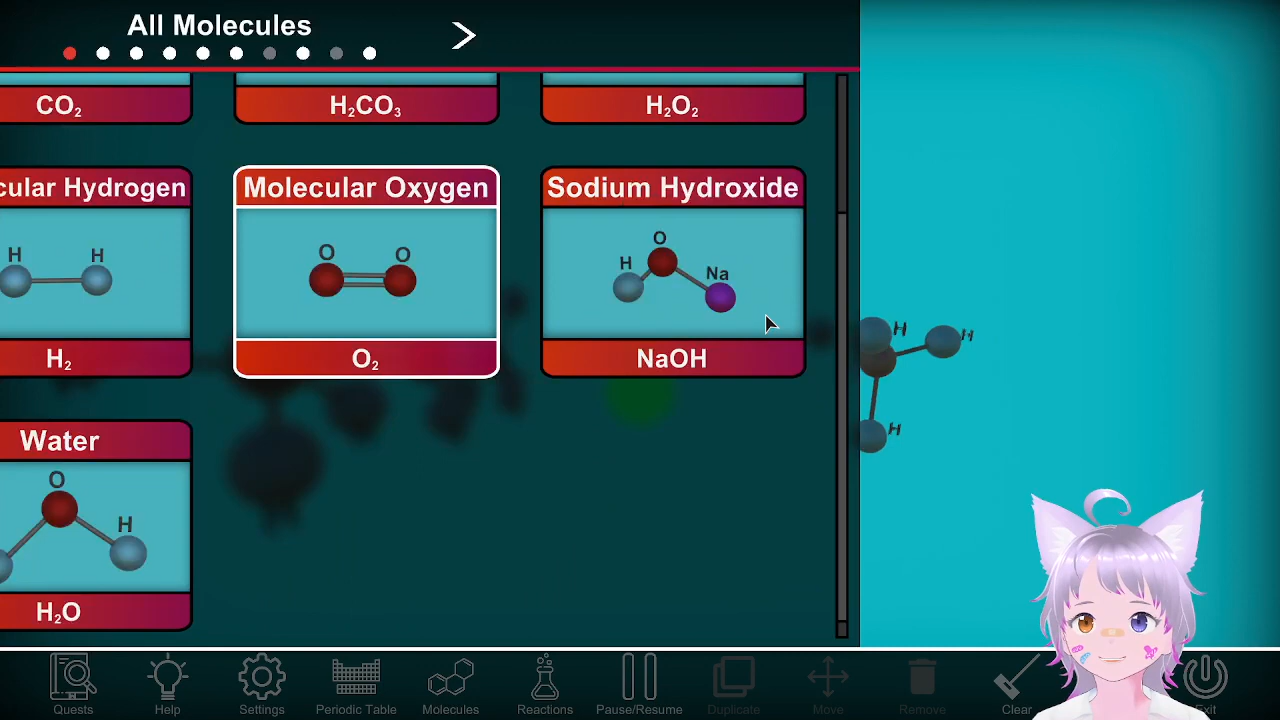 All Molecules
CO₂
H₂CO₃
H₂O₂
cular Hydrogen
H H
H₂
Molecular Oxygen
O O
O₂
Sodium Hydroxide
O
H Na
NaOH
H H
H
Water
O
H
H₂O
Quests
Help
Settings
Periodic Table
Molecules
Reactions
Pause/Resume
Duplicate
Move
Remove
Clear
Exit